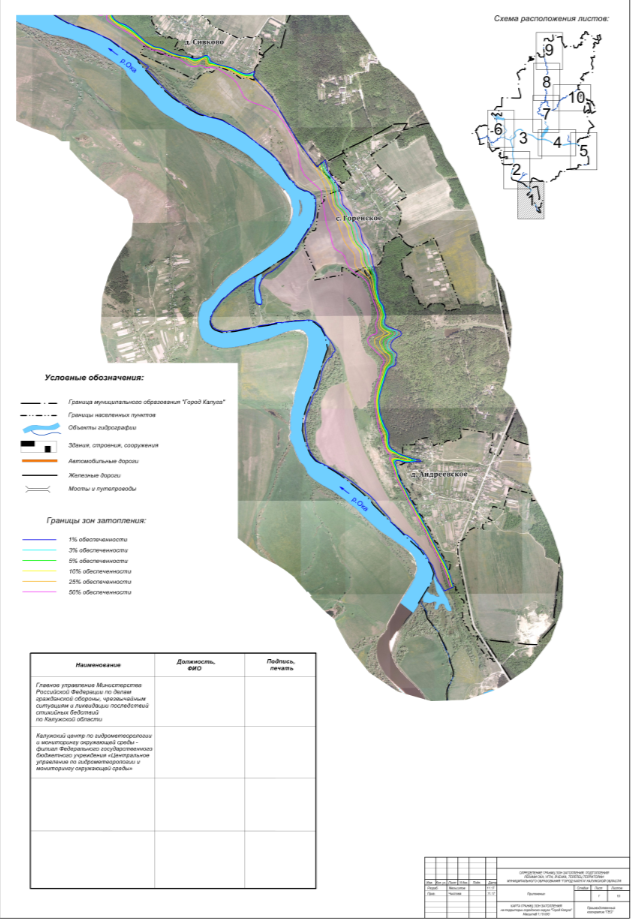 Схема расположения листов:
9
8
10
7
6
3
4
5
2
д. Сивково
р.Ока
с. Горенское
д. Андреевское
р.Ока
Условные обозначения:
Граница муниципального образования "Город Калуга"
Границы населенных пунктов
Объекты гидрографии
Здания, строения, сооружения
Автомобильные дороги
Железные дороги
Мосты и путепроводы
Границы зон затопления:
1% обеспеченности
3% обеспеченности
5% обеспеченности
10% обеспеченности
25% обеспеченности
50% обеспеченности
Наименование
Должность,
ФИО
Подпись,
печать
Главное управление Министерства
Российской Федерации по делам
гражданской обороны, чрезвычайным
ситуациям и ликвидации последствий
стихийных бедствий
по Калужской области
Калужский центр по гидрометеорологии
и мониторингу окружающей среды -
филиал Федерального государственного
бюджетного учреждения «Центральное
управление по гидрометеорологии и
мониторингу окружающей среды»